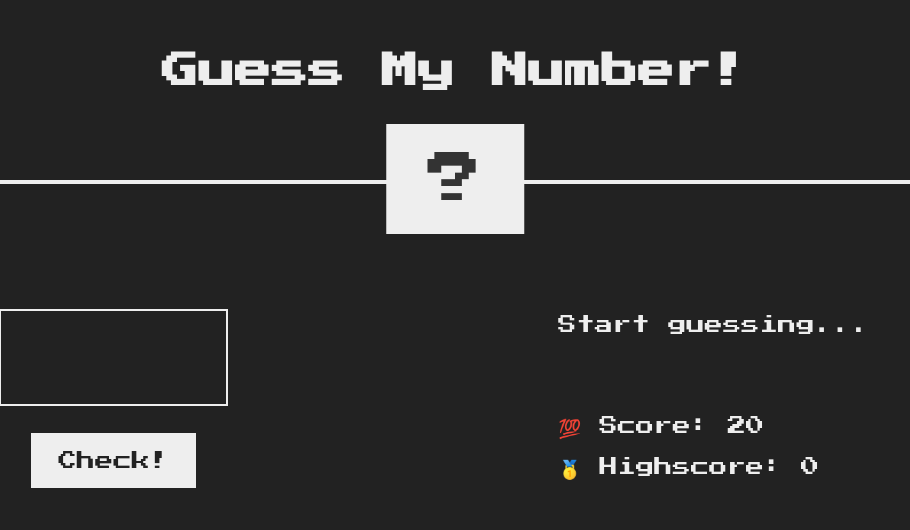 Guess My Number!
?
Start guessing...
💯 Score: 20
🥇 Highscore: 0
Check!